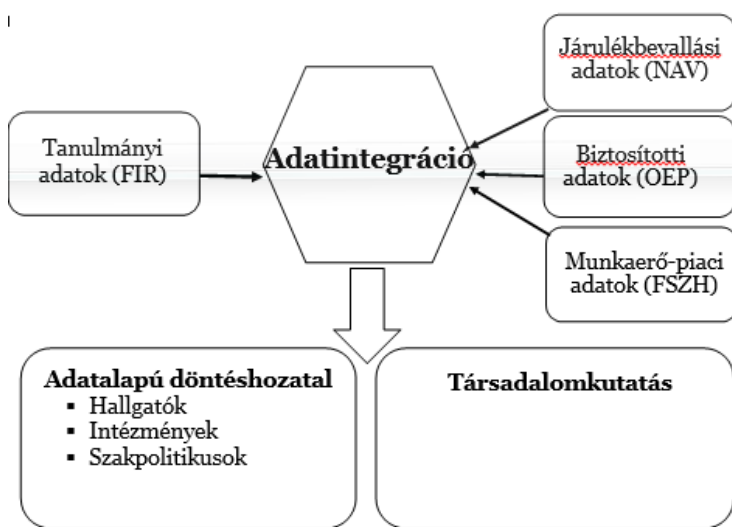 Járulékbevallási
adatok (NAV)
Tanulmányi
adatok (FIR)
Adatintegráció
Biztosítotti
adatok (OEP)
Munkaerő-piaci
adatok (FSZH)
Adatalapú döntéshozatal
▪ Hallgatók
▪ Intézmények
▪ Szakpolitikusok
Társadalomkutatás